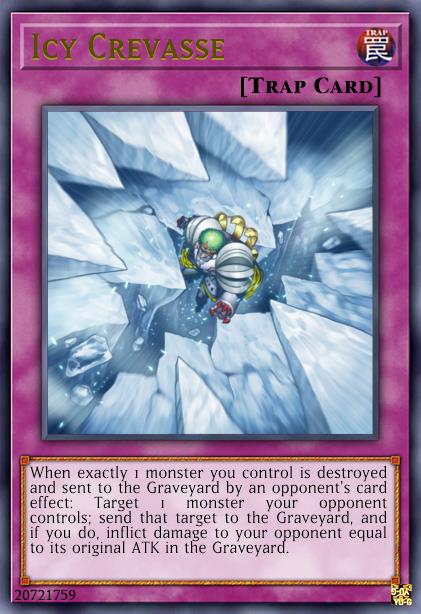 Icy Crevasse
TRAP
罠
[Trap Card]
When exactly 1 monster you control is destroyed
and sent to the Graveyard by an opponent's card
effect: Target 1 monster your opponent
controls; send that target to the Graveyard, and
if you do, inflict damage to your opponent equal
to its original ATK in the Graveyard.
20721759